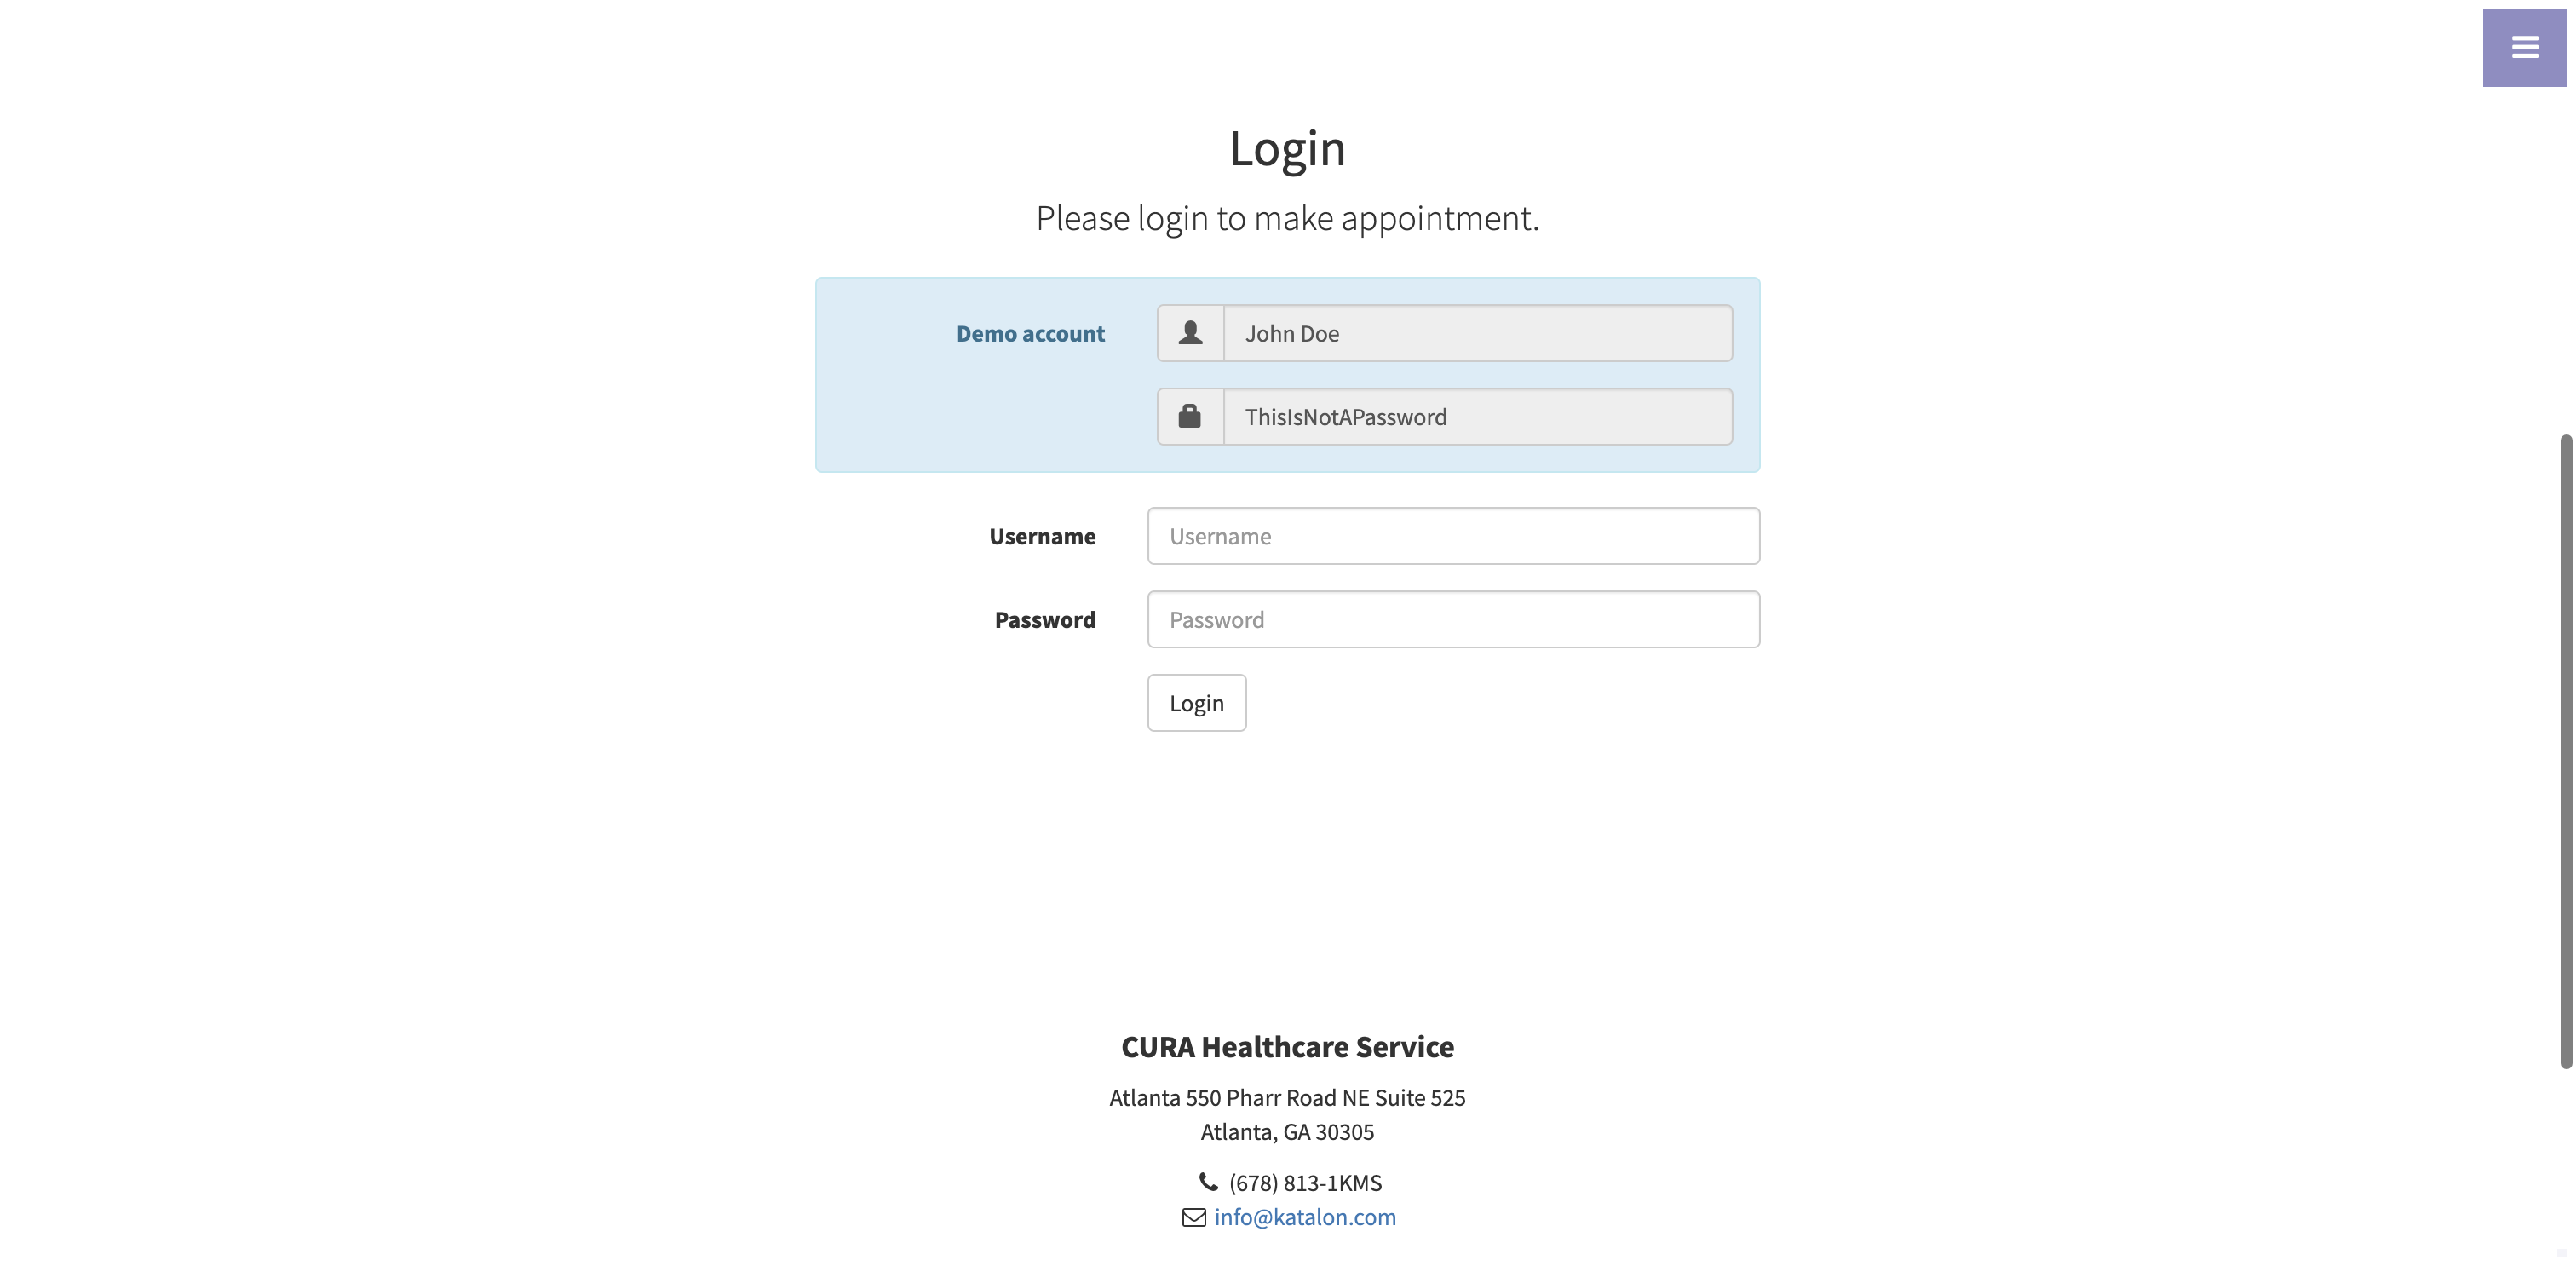 Login
Please login to make appointment.
Demo account
John Doe
ThisIsNotAPassword
Username
Username
Password
Password
Login
CURA Healthcare Service
Atlanta 550 Pharr Road NE Suite 525
Atlanta, GA 30305
(678) 813-1KMS
info@katalon.com